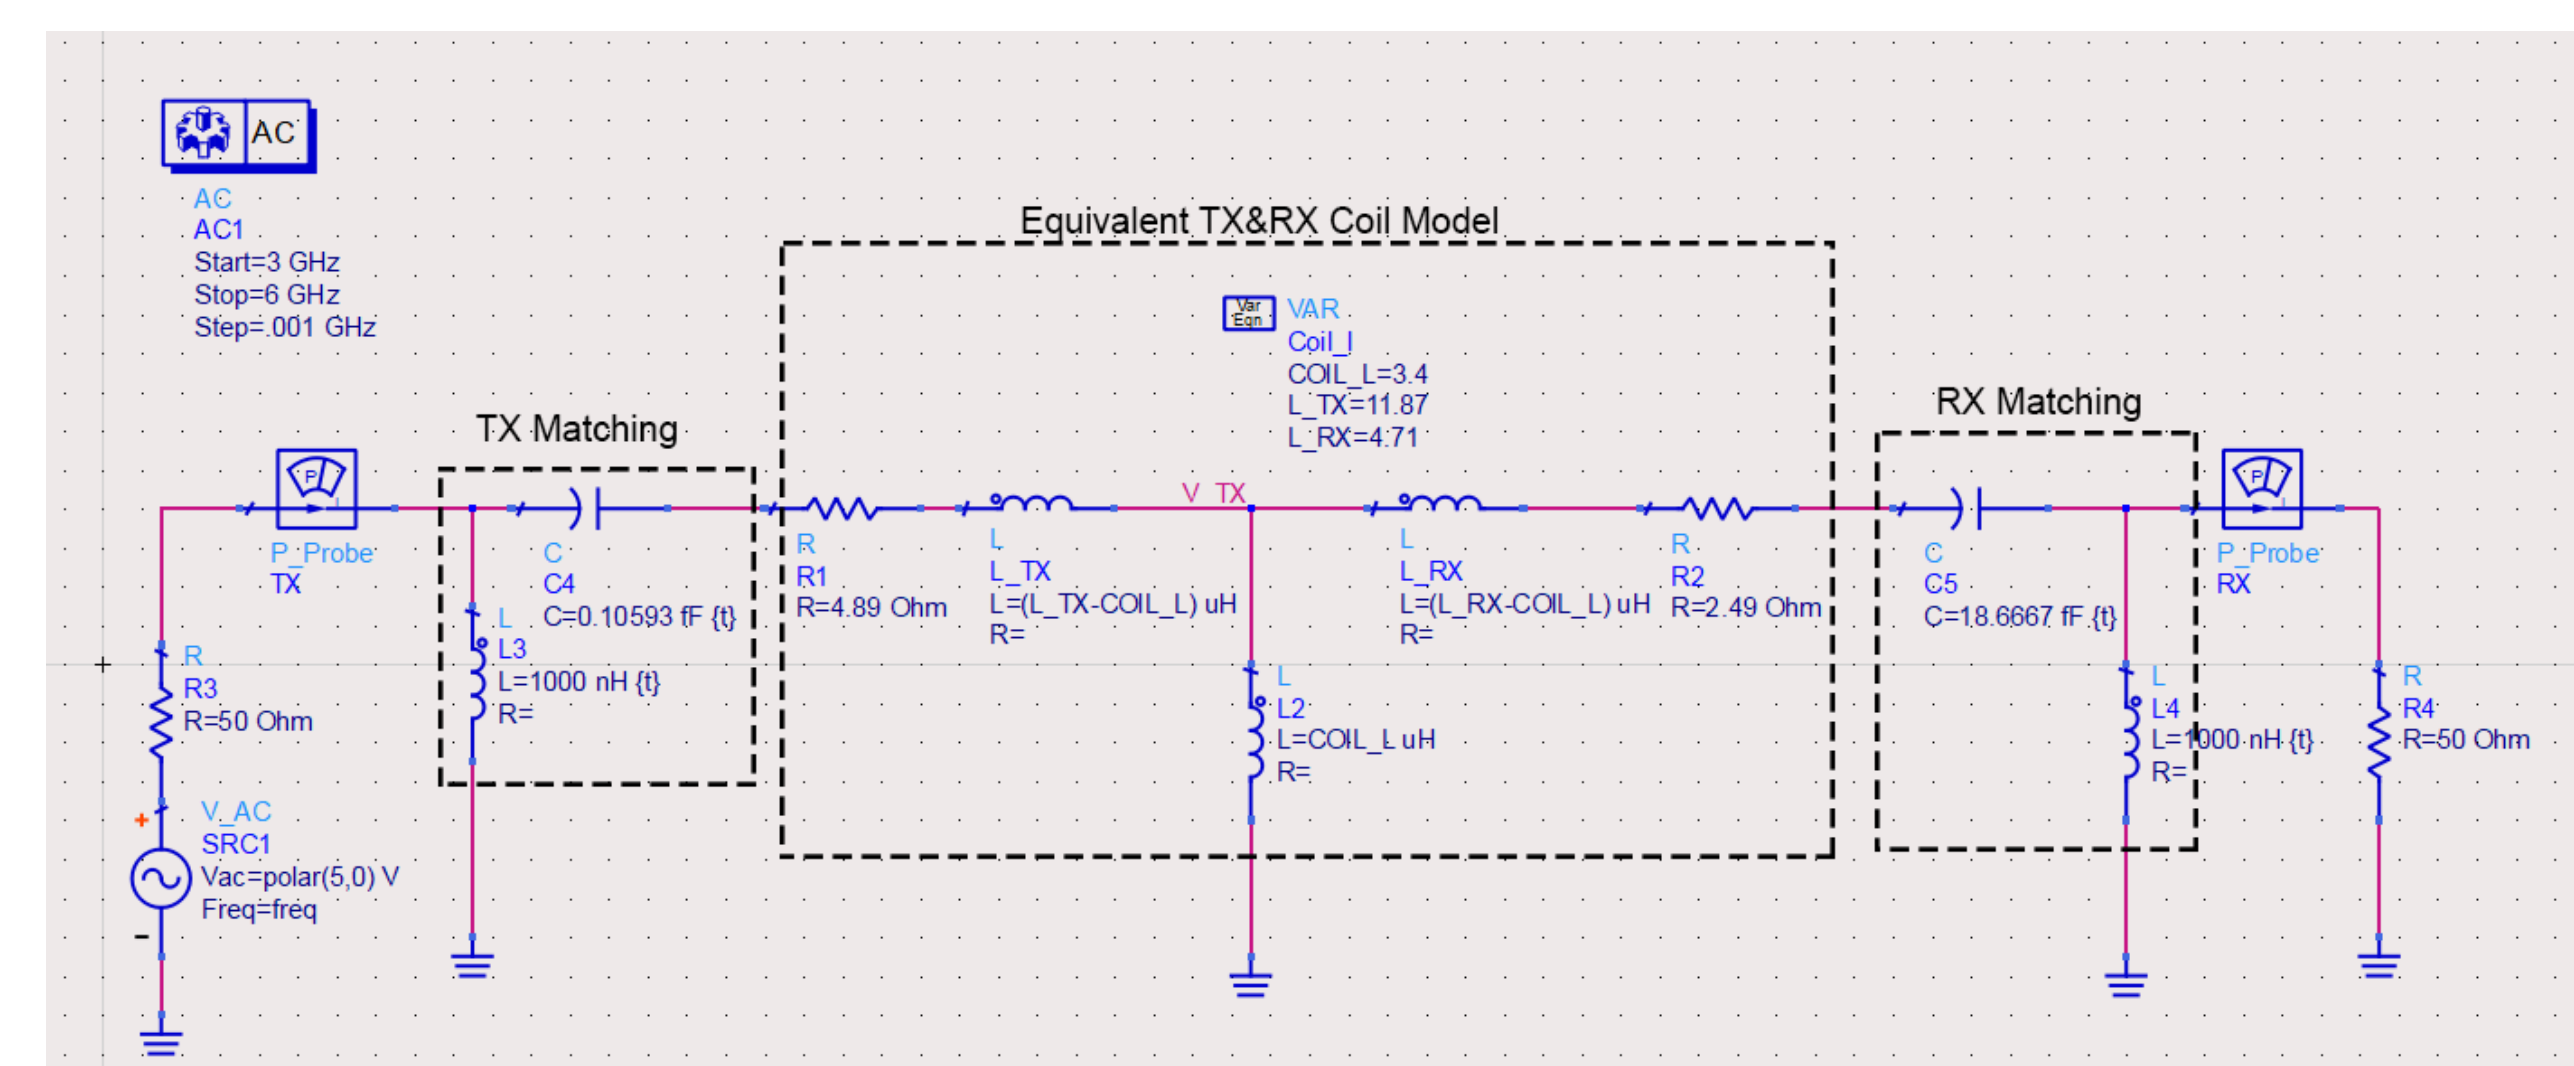 AC
AC
AC1
Start=3 GHz
Stop=6 GHz
Step=.001 GHz
Equivalent TX&RX Coil Model
Var
Eqn
VAR
Coil_l
COIL_L=3.4
L_TX=11.87
L_RX=4.71
TX Matching
RX Matching
P
P_Probe
TX
C
C4
C=0.10593 fF {t}
L
L3
L=1000 nH {t}
R=
R
R3
R=50 Ohm
+
V_AC
SRC1
Vac=polar(5,0) V
Freq=freq
-
R
R1
R=4.89 Ohm
L
L_TX
L=(L_TX-COIL_L) uH
R=
V_TX
L
L2
L=COIL_L uH
R=
L
L_RX
L=(L_RX-COIL_L) uH
R=
R
R2
R=2.49 Ohm
C
C5
C=18.6667 fF {t}
L
L4
L=1000 nH {t}
R=
P
P_Probe
RX
R
R4
R=50 Ohm